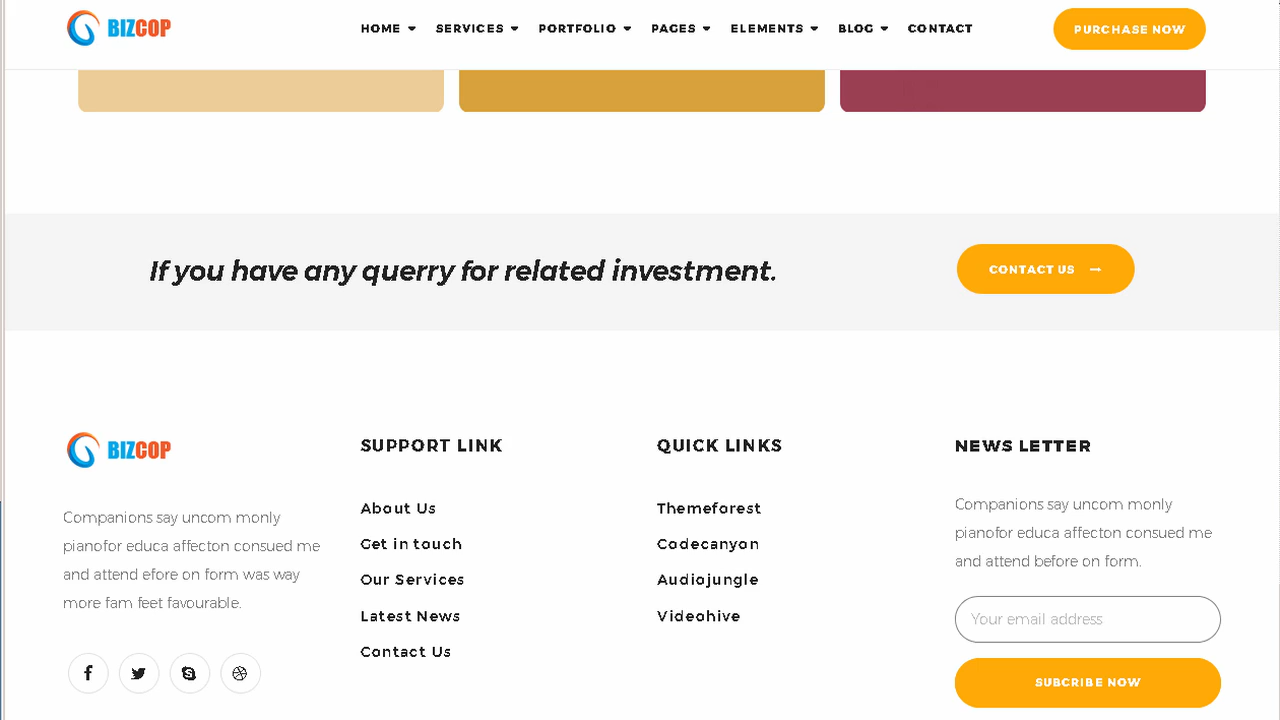 BIZCOP
HOME SERVICES PORTFOLIO PAGES ELEMENTS BLOG CONTACT
PURCHASE NOW
If you have any querry for related investment.
CONTACT US
BIZCOP
Companions say uncom monly
pianofor educa affecton consued me
and attend efore on form was way
more fam feet favourable.
SUPPORT LINK
About Us
Get in touch
Our Services
Latest News
Contact Us
QUICK LINKS
Themeforest
Codecanyon
Audiojungle
Videohive
NEWS LETTER
Companions say uncom monly
pianofor educa affecton consued me
and attend before on form.
Your email address
SUBCRIBE NOW